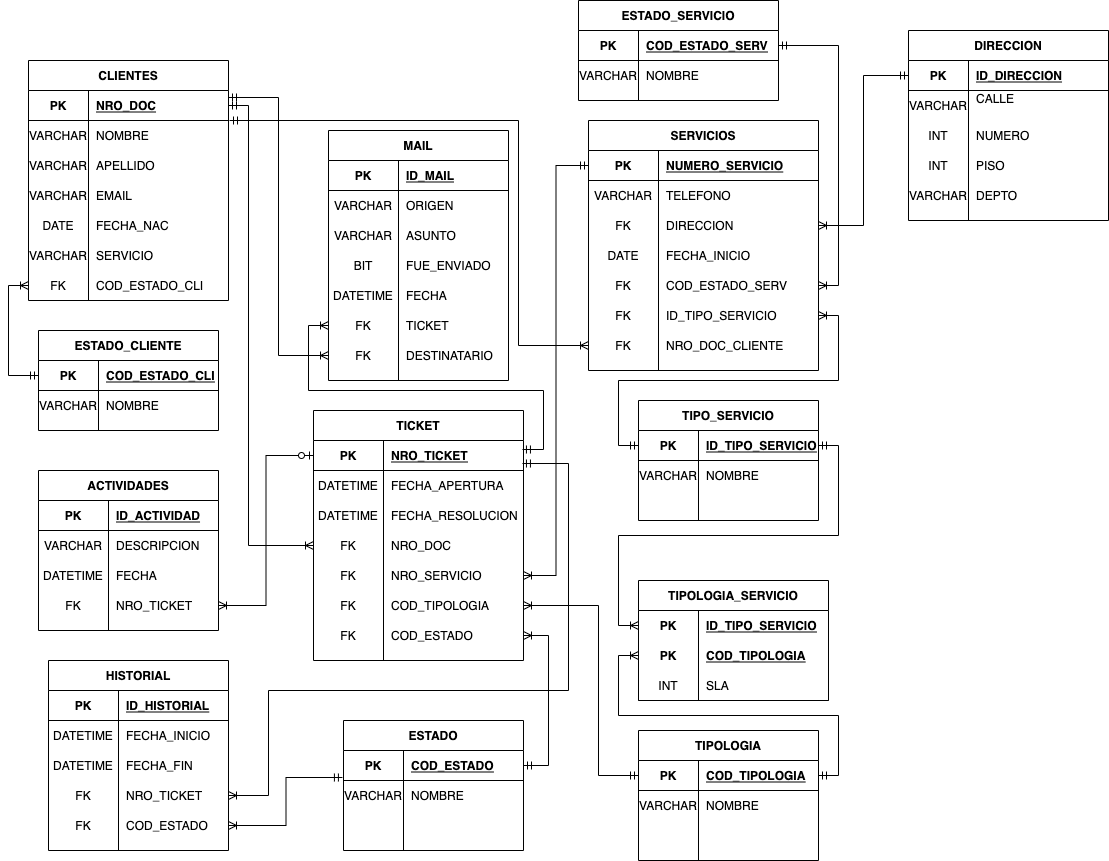 ESTADO_SERVICIO
PK COD_ESTADO_SERV
VARCHAR NOMBRE
DIRECCION
PK ID_DIRECCION
VARCHAR CALLE
INT NUMERO
INT PISO
VARCHAR DEPTO
CLIENTES
PK NRO_DOC
VARCHAR NOMBRE
VARCHAR APELLIDO
VARCHAR EMAIL
DATE FECHA_NAC
VARCHAR SERVICIO
FK COD_ESTADO_CLI
MAIL
PK ID_MAIL
VARCHAR ORIGEN
VARCHAR ASUNTO
BIT FUE_ENVIADO
DATETIME FECHA
FK TICKET
FK DESTINATARIO
SERVICIOS
PK NUMERO_SERVICIO
VARCHAR TELEFONO
FK DIRECCION
DATE FECHA_INICIO
FK COD_ESTADO_SERV
FK ID_TIPO_SERVICIO
FK NRO_DOC_CLIENTE
ESTADO_CLIENTE
PK COD_ESTADO_CLI
VARCHAR NOMBRE
TICKET
PK NRO_TICKET
DATETIME FECHA_APERTURA
DATETIME FECHA_RESOLUCION
FK NRO_DOC
FK NRO_SERVICIO
FK COD_TIPOLOGIA
FK COD_ESTADO
TIPO_SERVICIO
PK ID_TIPO_SERVICIO
VARCHAR NOMBRE
ACTIVIDADES
PK ID_ACTIVIDAD
VARCHAR DESCRIPCION
DATETIME FECHA
FK NRO_TICKET
TIPOLOGIA_SERVICIO
PK ID_TIPO_SERVICIO
PK COD_TIPOLOGIA
INT SLA
HISTORIAL
PK ID_HISTORIAL
DATETIME FECHA_INICIO
DATETIME FECHA_FIN
FK NRO_TICKET
FK COD_ESTADO
ESTADO
PK COD_ESTADO
VARCHAR NOMBRE
TIPOLOGIA
PK COD_TIPOLOGIA
VARCHAR NOMBRE